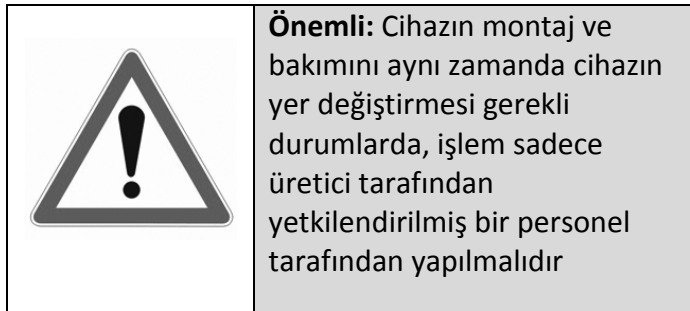 Önemli: Cihazın montaj ve
bakımını aynı zamanda cihazın
yer değiştirmesi gerekli
durumlarda, işlem sadece
üretici tarafından
yetkilendirilmiş bir personel
tarafından yapılmalıdır